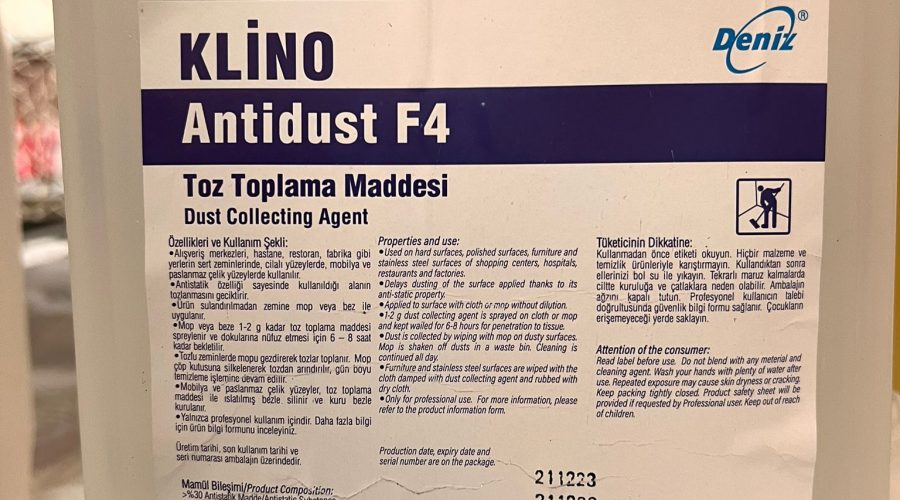 KLİNO
Deniz®
Antidust F4
Toz Toplama Maddesi
Dust Collecting Agent
Özellikleri ve Kullanım Şekli:
•Alışveriş merkezleri, hastane, restoran, fabrika gibi
yerlerin sert zeminlerinde, cilalı yüzeylerde, mobilya ve
paslanmaz çelik yüzeylerde kullanılır.
•Antistatik özelliği sayesinde kullanıldığı alanın
tozlanmasını geciktirir.
•Ürün sulandırılmadan zemine mop veya bez ile
uygulanır.
•Mop veya beze 1-2 g kadar toz toplama maddesi
spreylenir ve dokularına nüfuz etmesi için 6 – 8 saat
kadar bekletilir.
•Tozlu zeminlerde mopu gezdirerek tozlar toplanır. Mop
çöp kutusuna silkelenerek tozdan arındırılır, gün boyu
temizleme işlemine devam edilir.
•Mobilya ve paslanmaz çelik yüzeyler, toz toplama
maddesi ile ıslatılmış bezle silinir ve kuru bezle
kurulanır.
•Yalnızca profesyonel kullanım içindir. Daha fazla bilgi
için ürün bilgi formunu inceleyiniz.
Üretim tarihi, son kullanım tarihi ve
seri numarası ambalajın üzerindedir.
Mamül Bileşimi/Product Composition:
>%30 Antistatik Madde/Antistatic Substance
Properties and use:
•Used on hard surfaces, polished surfaces, furniture and
stainless steel surfaces of shopping centers, hospitals,
restaurants and factories.
•Delays dusting of the surface applied thanks to its
anti-static property.
•Applied to surface with cloth or mop without dilution.
•1-2 g dust collecting agent is sprayed on cloth or mop
and kept wailed for 6-8 hours for penetration to tissue.
•Dust is collected by wiping with mop on dusty surfaces.
Mop is shaken off dusts in a waste bin. Cleaning is
continued all day.
•Furniture and stainless steel surfaces are wiped with the
cloth damped with dust collecting agent and rubbed with
dry cloth.
•Only for professional use. For more information, please
refer to the product information form.
Production date, expiry date and
serial number are on the package.
Tüketicinin Dikkatine:
Kullanmadan önce etiketi okuyun. Hiçbir malzeme ve
temizlik ürünleriyle karıştırmayın. Kullandıktan sonra
ellerinizi bol su ile yıkayın. Tekrarlı maruz kalmalarda
ciltte kuruluğa ve çatlaklara neden olabilir. Ambalajın
ağzını kapalı tutun. Profesyonel kullanıcın talebi
doğrultusunda güvenlik bilgi formu sağlanır. Çocukların
erişemeyeceği yerde saklayın.
Attention of the consumer:
Read label before use. Do not blend with any meterial and
cleaning agent. Wash your hands with plenty of water after
use. Repeated exposure may cause skin dryness or cracking.
Keep packing tightly closed. Product safety sheet will be
provided if requested by Professional user. Keep out of reach
of children.
211223